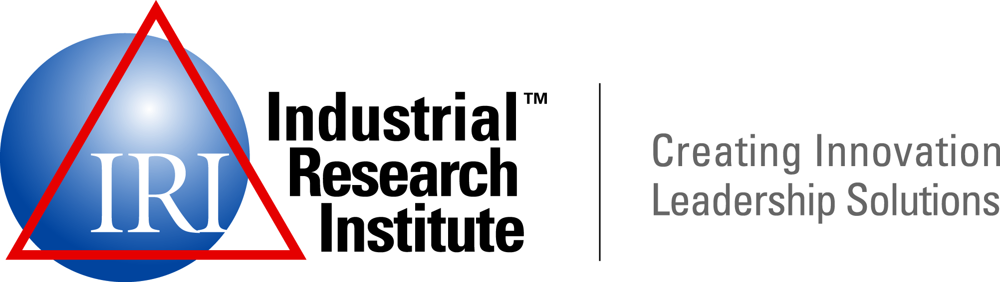 IRI
Industrial™
Research
Institute
Creating Innovation
Leadership Solutions